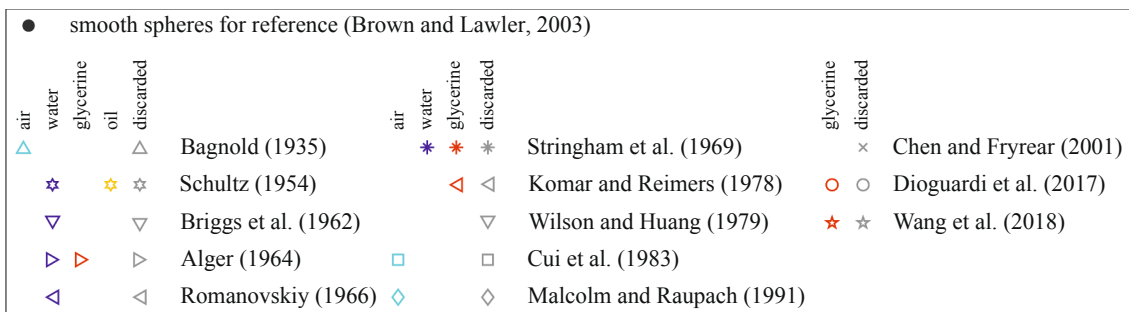 smooth spheres for reference (Brown and Lawler, 2003)
air water glycerine oil discarded
air water glycerine discarded
glycerine discarded
Bagnold (1935) Stringham et al. (1969) Chen and Fryrear (2001)
Schultz (1954) Komar and Reimers (1978) Dioguardi et al. (2017)
Briggs et al. (1962) Wilson and Huang (1979) Wang et al. (2018)
Alger (1964) Cui et al. (1983)
Romanovskiy (1966) Malcolm and Raupach (1991)